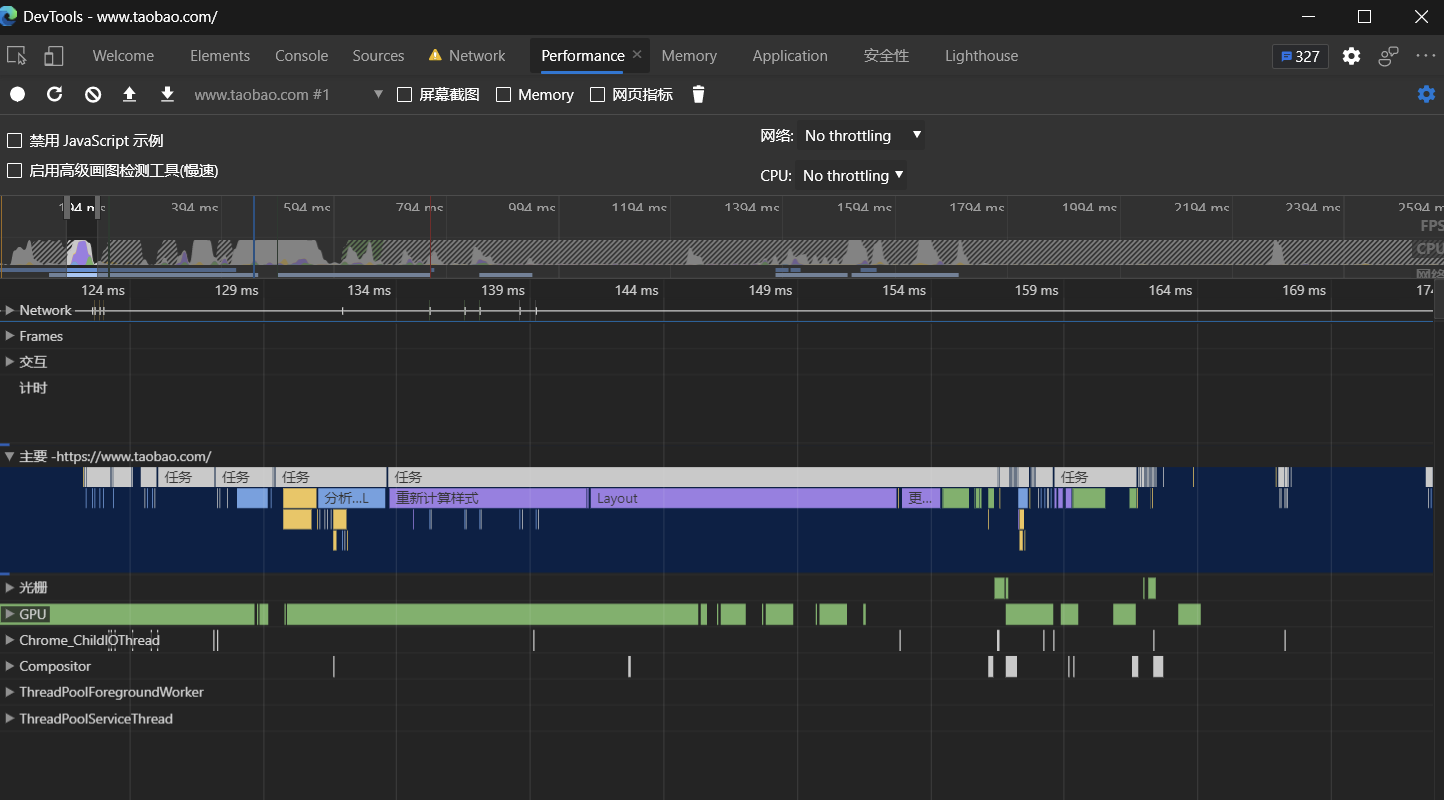 DevTools - www.taobao.com/
Welcome Elements Console Sources Network Performance Memory Application 安全性 Lighthouse 327
www.taobao.com #1 屏幕截图 Memory 网页指标
禁用 JavaScript 示例 网络: No throttling
启用高级画图检测工具(慢速) CPU: No throttling
194 ms 394 ms 594 ms 794 ms 994 ms 1194 ms 1394 ms 1594 ms 1794 ms 1994 ms 2194 ms 2394 ms 2594 m
FPS
CPU
网络
124 ms 129 ms 134 ms 139 ms 144 ms 149 ms 154 ms 159 ms 164 ms 169 ms 174
Network
Frames
交互
计时
主要 -https://www.taobao.com/
任务 任务 任务 任务 任务
分析...L 重新计算样式 Layout 更...
光栅
GPU
Chrome_ChildIOThread
Compositor
ThreadPoolForegroundWorker
ThreadPoolServiceThread